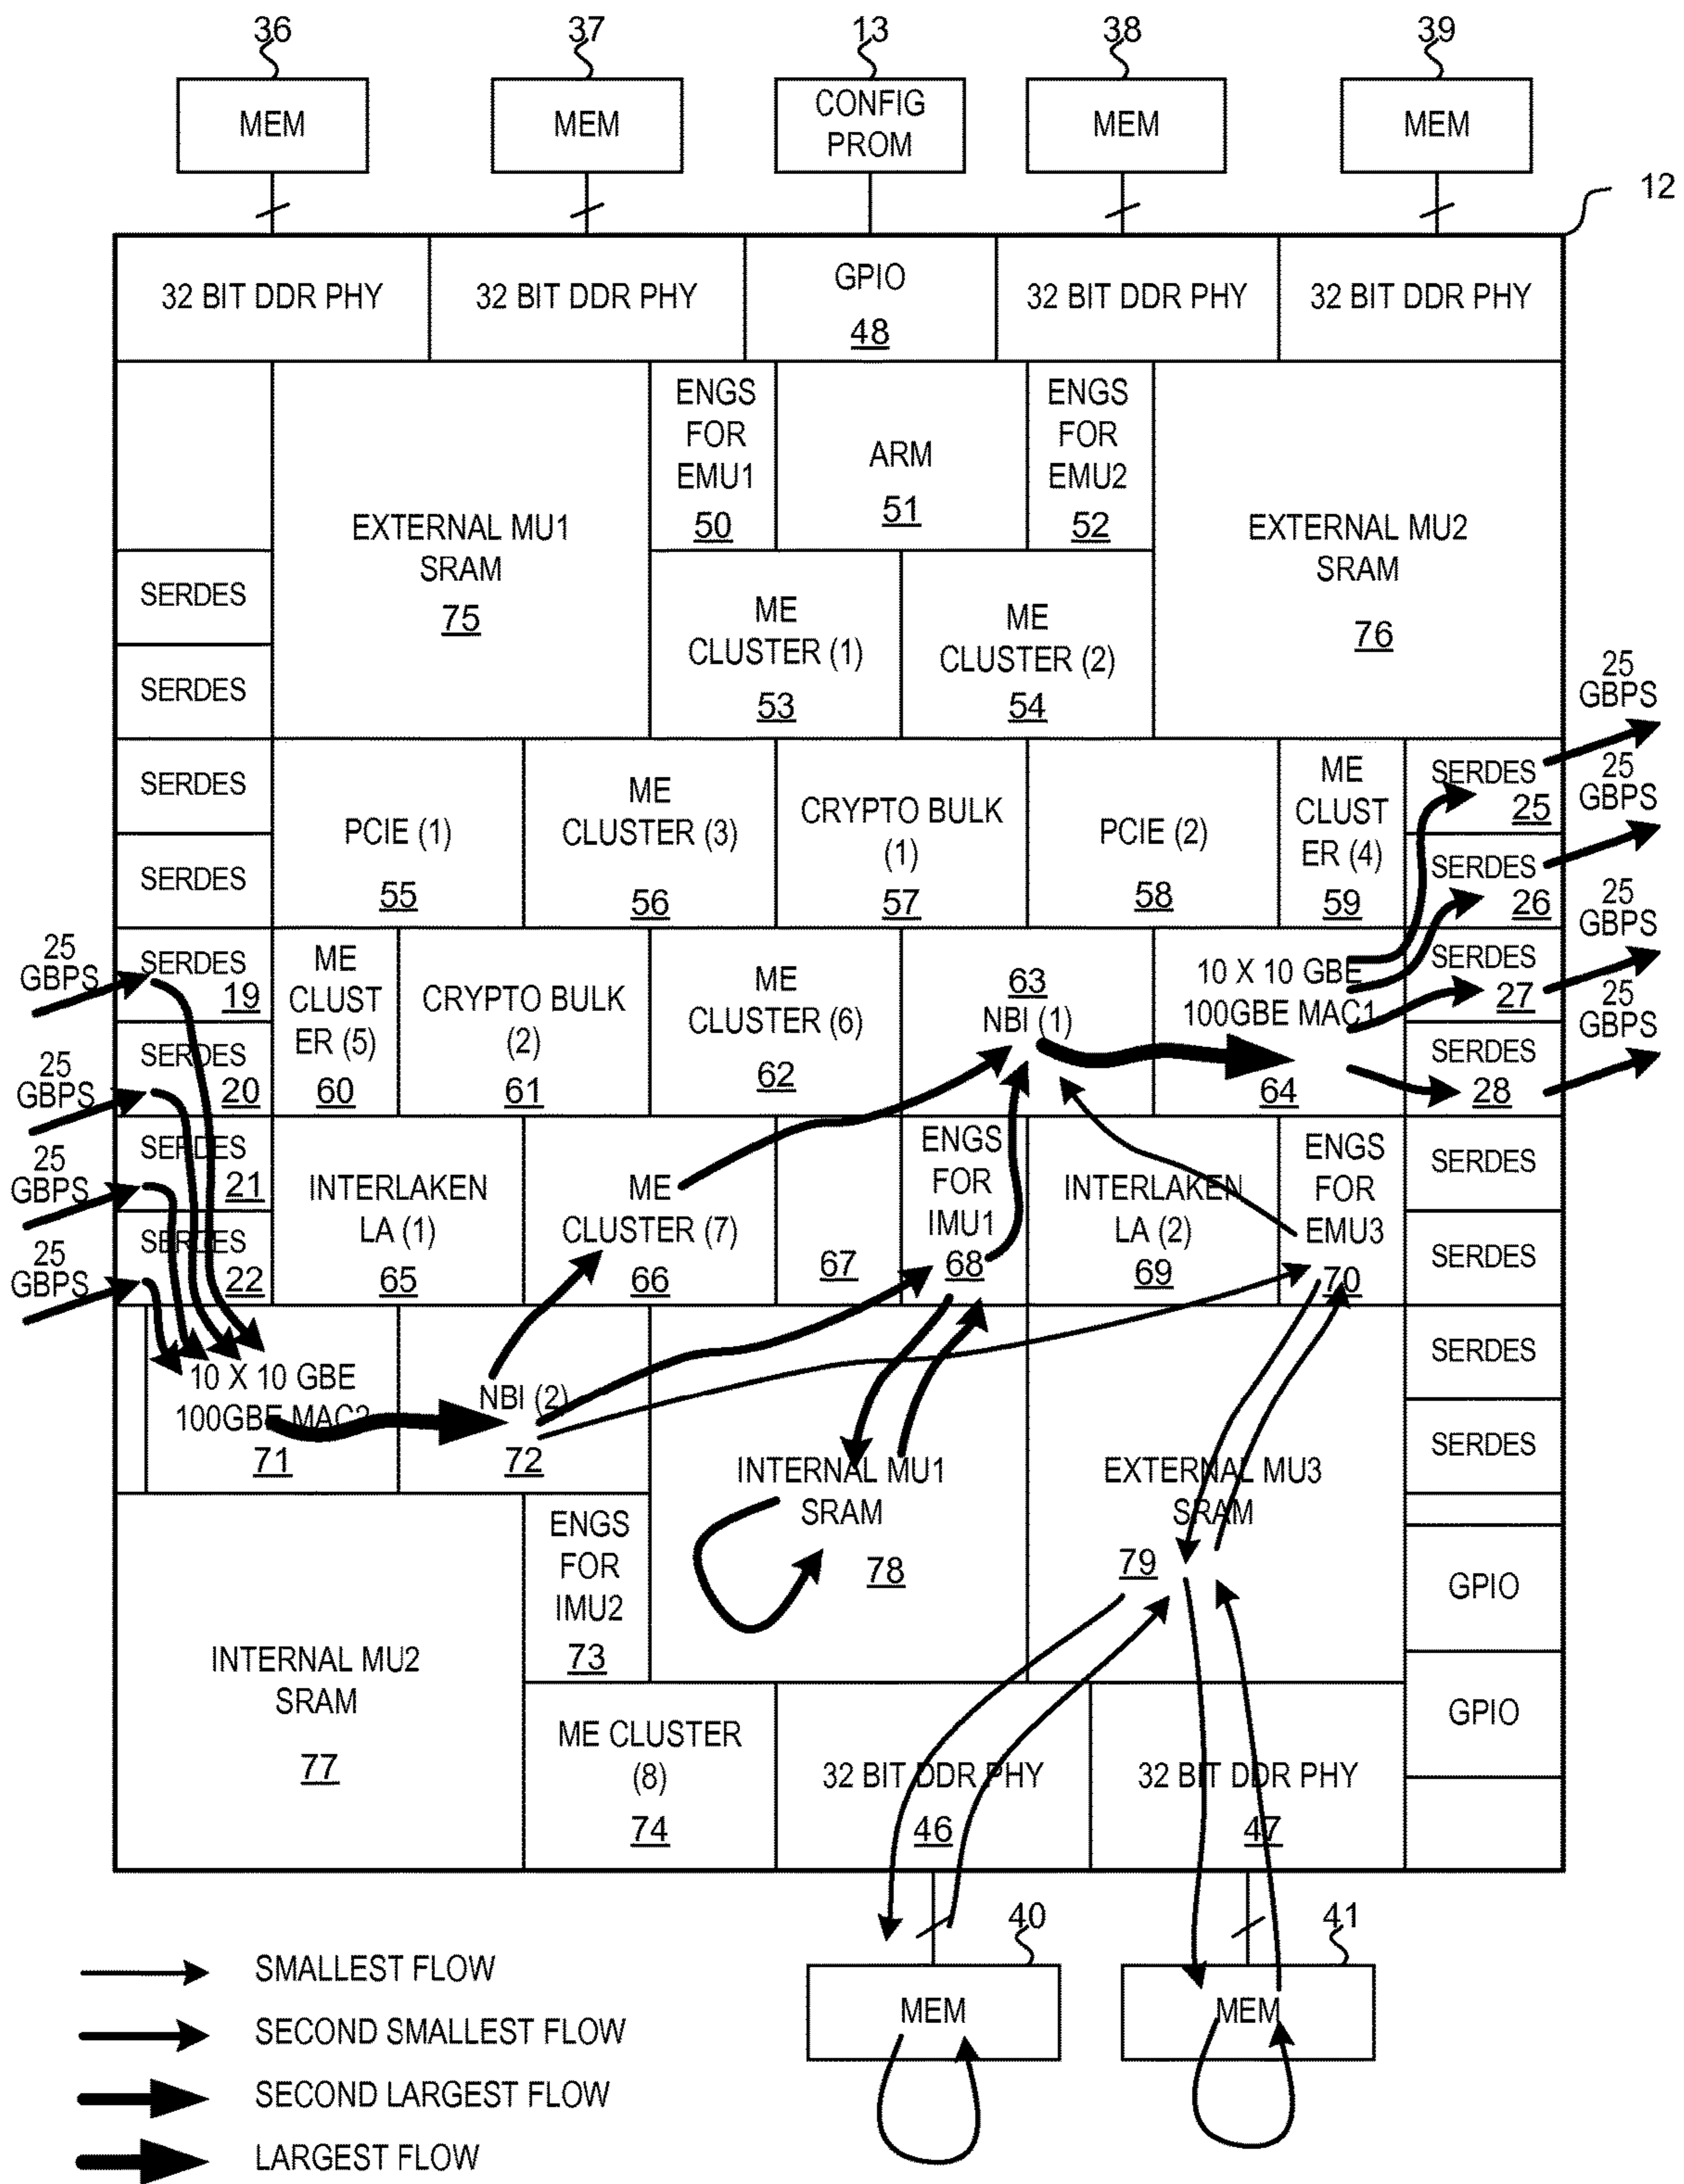 36
37
13
38
39
MEM
MEM
CONFIG
PROM
MEM
MEM
12
32 BIT DDR PHY
32 BIT DDR PHY
GPIO
48
32 BIT DDR PHY
32 BIT DDR PHY
EXTERNAL MU1
SRAM
75
ENGS
FOR
EMU1
50
ARM
51
ENGS
FOR
EMU2
52
EXTERNAL MU2
SRAM
76
SERDES
SERDES
ME
CLUSTER (1)
53
ME
CLUSTER (2)
54
SERDES
SERDES
PCIE (1)
55
ME
CLUSTER (3)
56
CRYPTO BULK
(1)
57
PCIE (2)
58
ME
CLUST
ER (4)
59
SERDES
25
SERDES
26
25
GBPS
25
GBPS
25
GBPS
25
GBPS
25
GBPS
25
GBPS
25
GBPS
25
GBPS
SERDES
19
SERDES
20
ME
CLUST
ER (5)
60
CRYPTO BULK
(2)
61
ME
CLUSTER (6)
62
63
NBI (1)
10 X 10 GBE
100GBE MAC1
64
SERDES
27
SERDES
28
SERDES
21
SERDES
22
INTERLAKEN
LA (1)
65
ME
CLUSTER (7)
66
67
ENGS
FOR
IMU1
68
INTERLAKEN
LA (2)
69
ENGS
FOR
EMU3
70
SERDES
SERDES
10 X 10 GBE
100GBE MAC2
71
NBI (2)
72
INTERNAL MU1
SRAM
78
EXTERNAL MU3
SRAM
79
SERDES
SERDES
INTERNAL MU2
SRAM
77
ENGS
FOR
IMU2
73
GPIO
GPIO
ME CLUSTER
(8)
74
32 BIT DDR PHY
46
32 BIT DDR PHY
47
40
41
MEM
MEM
SMALLEST FLOW
SECOND SMALLEST FLOW
SECOND LARGEST FLOW
LARGEST FLOW